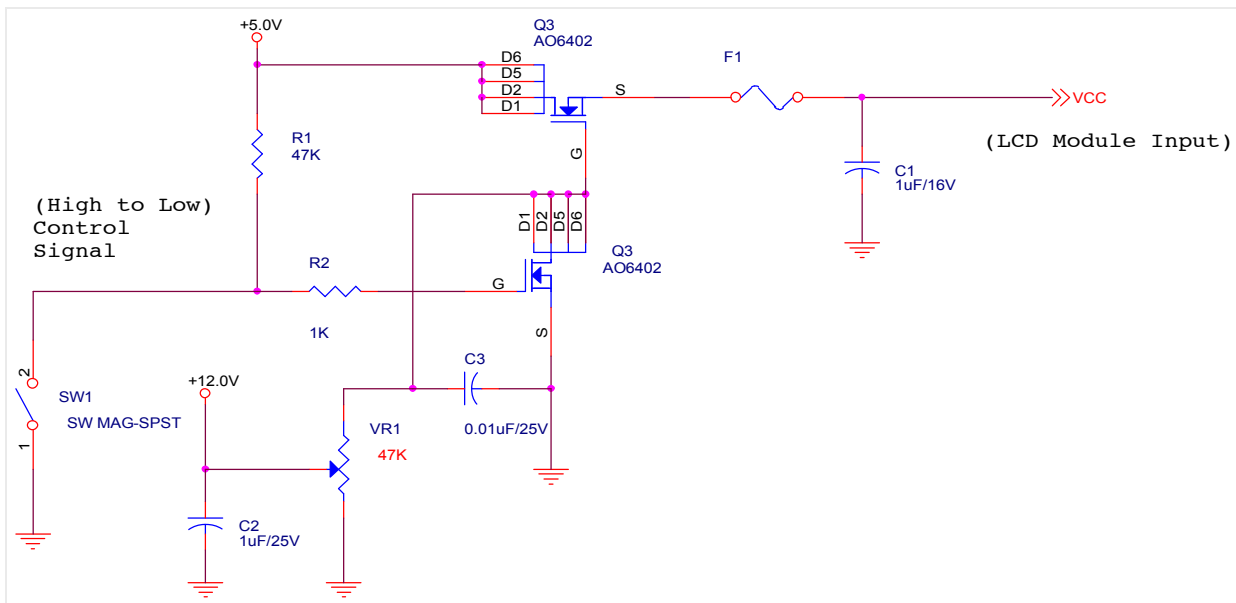 +5.0V
Q3
AO6402
D6
D5
D2
D1
S
G
F1
VCC
(LCD Module Input)
C1
1uF/16V
R1
47K
(High to Low)
Control
Signal
D1
D2
D5
D6
Q3
AO6402
R2
1K
G
S
2
1
SW1
SW MAG-SPST
+12.0V
C3
0.01uF/25V
VR1
47K
C2
1uF/25V